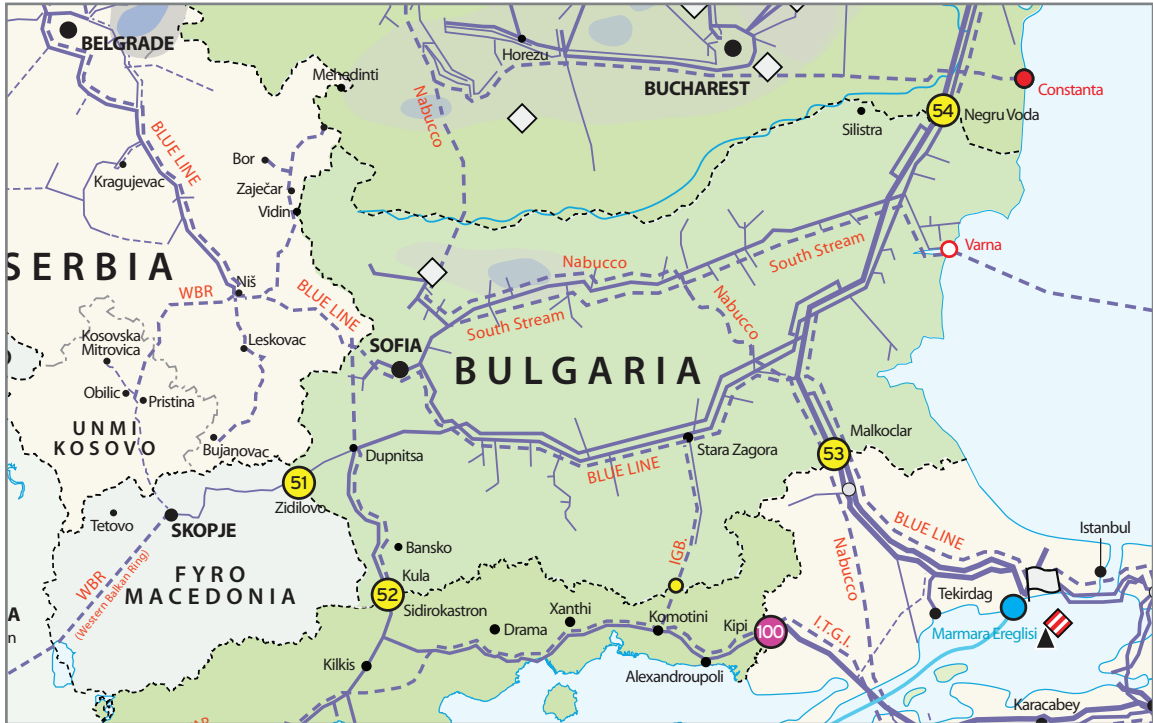 BELGRADE
Horezu
BUCHAREST
Constanta
Mehedinti
Nabucco
54
Negru Voda
Silistra
BLUE LINE
Kragujevac
Bor
Zaječar
Vidin
SERBIA
Varna
South Stream
Nabucco
Niš
WBR
BLUE LINE
South Stream
Nabucco
Kosovska
Mitrovica
Leskovac
SOFIA
BULGARIA
Obilic
Pristina
UNMI
KOSOVO
Bujanovac
Dupnitsa
Stara Zagora
Malkoclar
53
BLUE LINE
51
Zidilovo
SKOPJE
Tetovo
BLUE LINE
Istanbul
Bansko
IGB.
Nabucco
WBR
(Western Balkan Ring)
FYRO
MACEDONIA
Kula
52
Sidirokastron
Tekirdag
Marmara Ereglisi
Xanthi
Drama
Komotini
Kipi
100
I.T.G.I.
Kilkis
Alexandroupoli
Karacabey
A
n